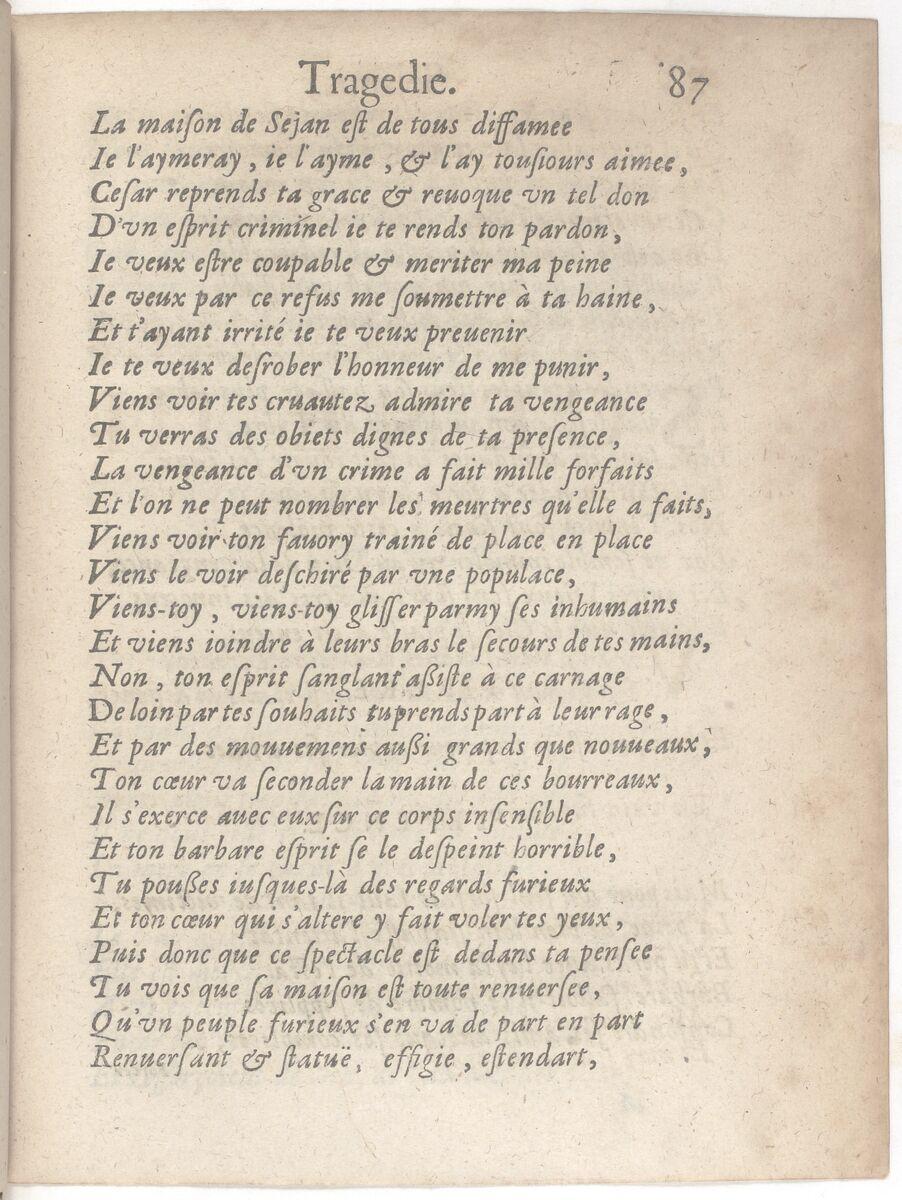 Tragedie. 87
La maiſon de Sejan eſt de tous diffamee
Ie l'aymeray, ie l'ayme, & l'ay touſiours aimee,
Ceſar reprends ta grace & reuoque vn tel don
D'vn eſprit criminel ie te rends ton pardon,
Ie veux eſtre coupable & meriter ma peine
Ie veux par ce refus me ſoumettre à ta haine,
Et t'ayant irrité ie te veux preuenir
Ie te veux deſrober l'honneur de me punir,
Viens voir tes cruautez admire ta vengeance
Tu verras des obiets dignes de ta preſence,
La vengeance d'vn crime a fait mille forfaits
Et l'on ne peut nombrer les meurtres qu'elle a faits,
Viens voir ton fauory trainé de place en place
Viens le voir deſchiré par vne populace,
Viens-toy, viens-toy gliſſer parmy ſes inhumains
Et viens ioindre à leurs bras le ſecours de tes mains,
Non, ton eſprit ſanglant aßiſte à ce carnage
De loin par tes ſouhaits tu prends part à leur rage,
Et par des mouuemens außi grands que nouueaux,
Ton cœur va ſeconder la main de ces bourreaux,
Il s'exerce auec eux ſur ce corps inſenſible
Et ton barbare eſprit ſe le deſpeint horrible,
Tu poußes iuſques-là des regards furieux
Et ton cœur qui s'altere y fait voler tes yeux,
Puis donc que ce ſpectacle eſt dedans ta penſee
Tu vois que ſa maiſon eſt toute renuerſee,
Qu'vn peuple furieux s'en va de part en part
Renuerſant & ſtatuë, effigie, eſtendart,